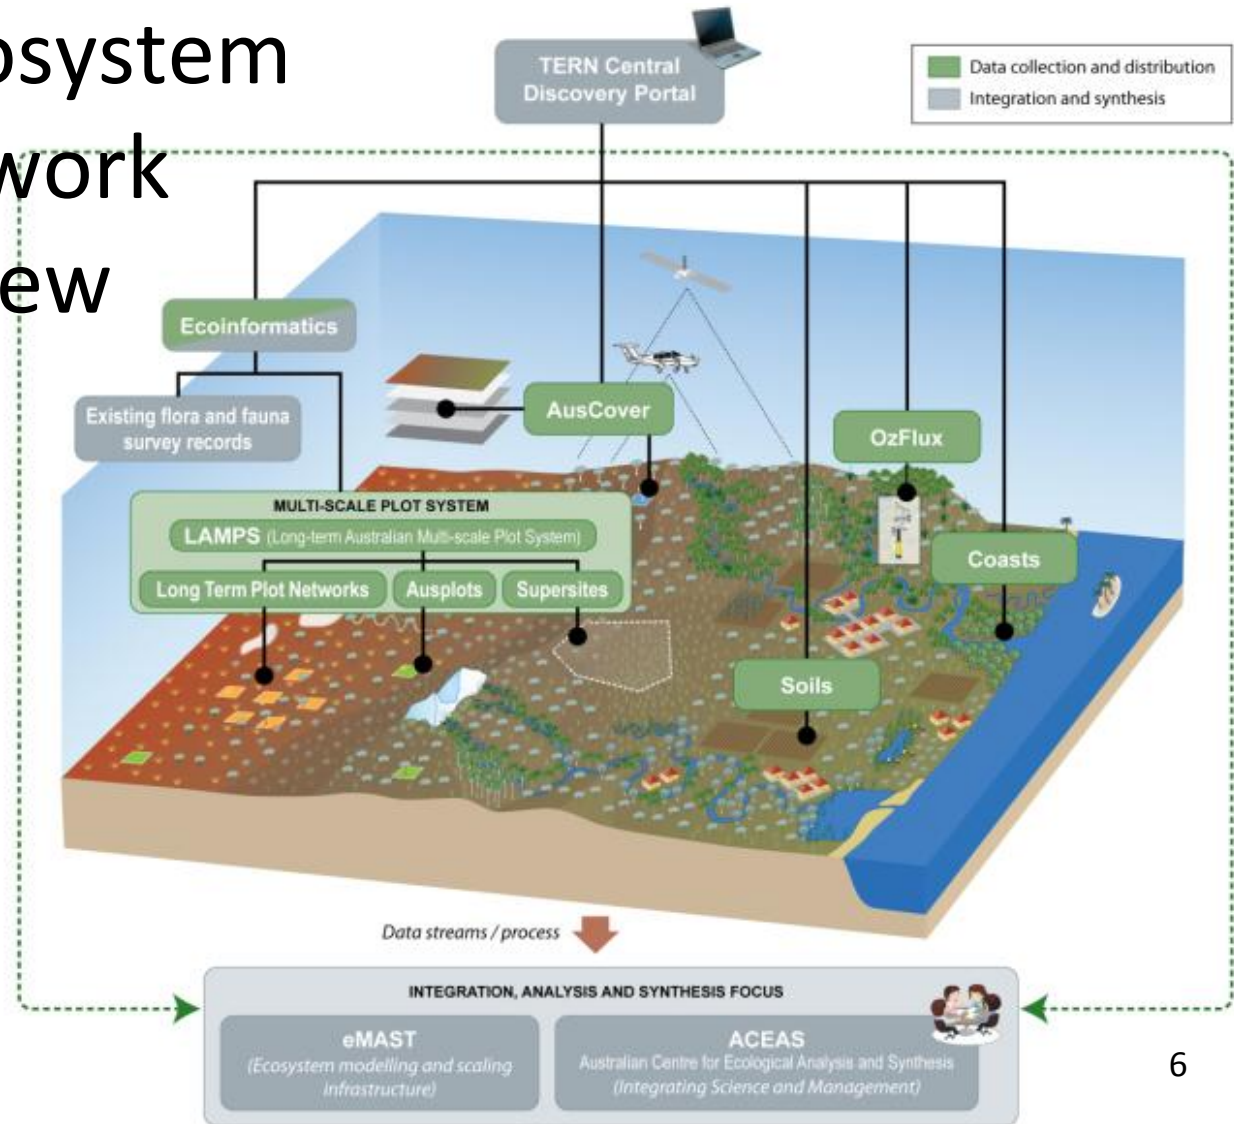 osystem
work
ew
TERN Central
Discovery Portal
Data collection and distribution
Integration and synthesis
Ecoinformatics
Existing flora and fauna
survey records
AusCover
OzFlux
MULTI-SCALE PLOT SYSTEM
LAMPS (Long-term Australian Multi-scale Plot System)
Long Term Plot Networks
Ausplots
Supersites
Coasts
Soils
Data streams / process
INTEGRATION, ANALYSIS AND SYNTHESIS FOCUS
eMAST
(Ecosystem modelling and scaling
infrastructure)
ACEAS
Australian Centre for Ecological Analysis and Synthesis
(Integrating Science and Management)
6